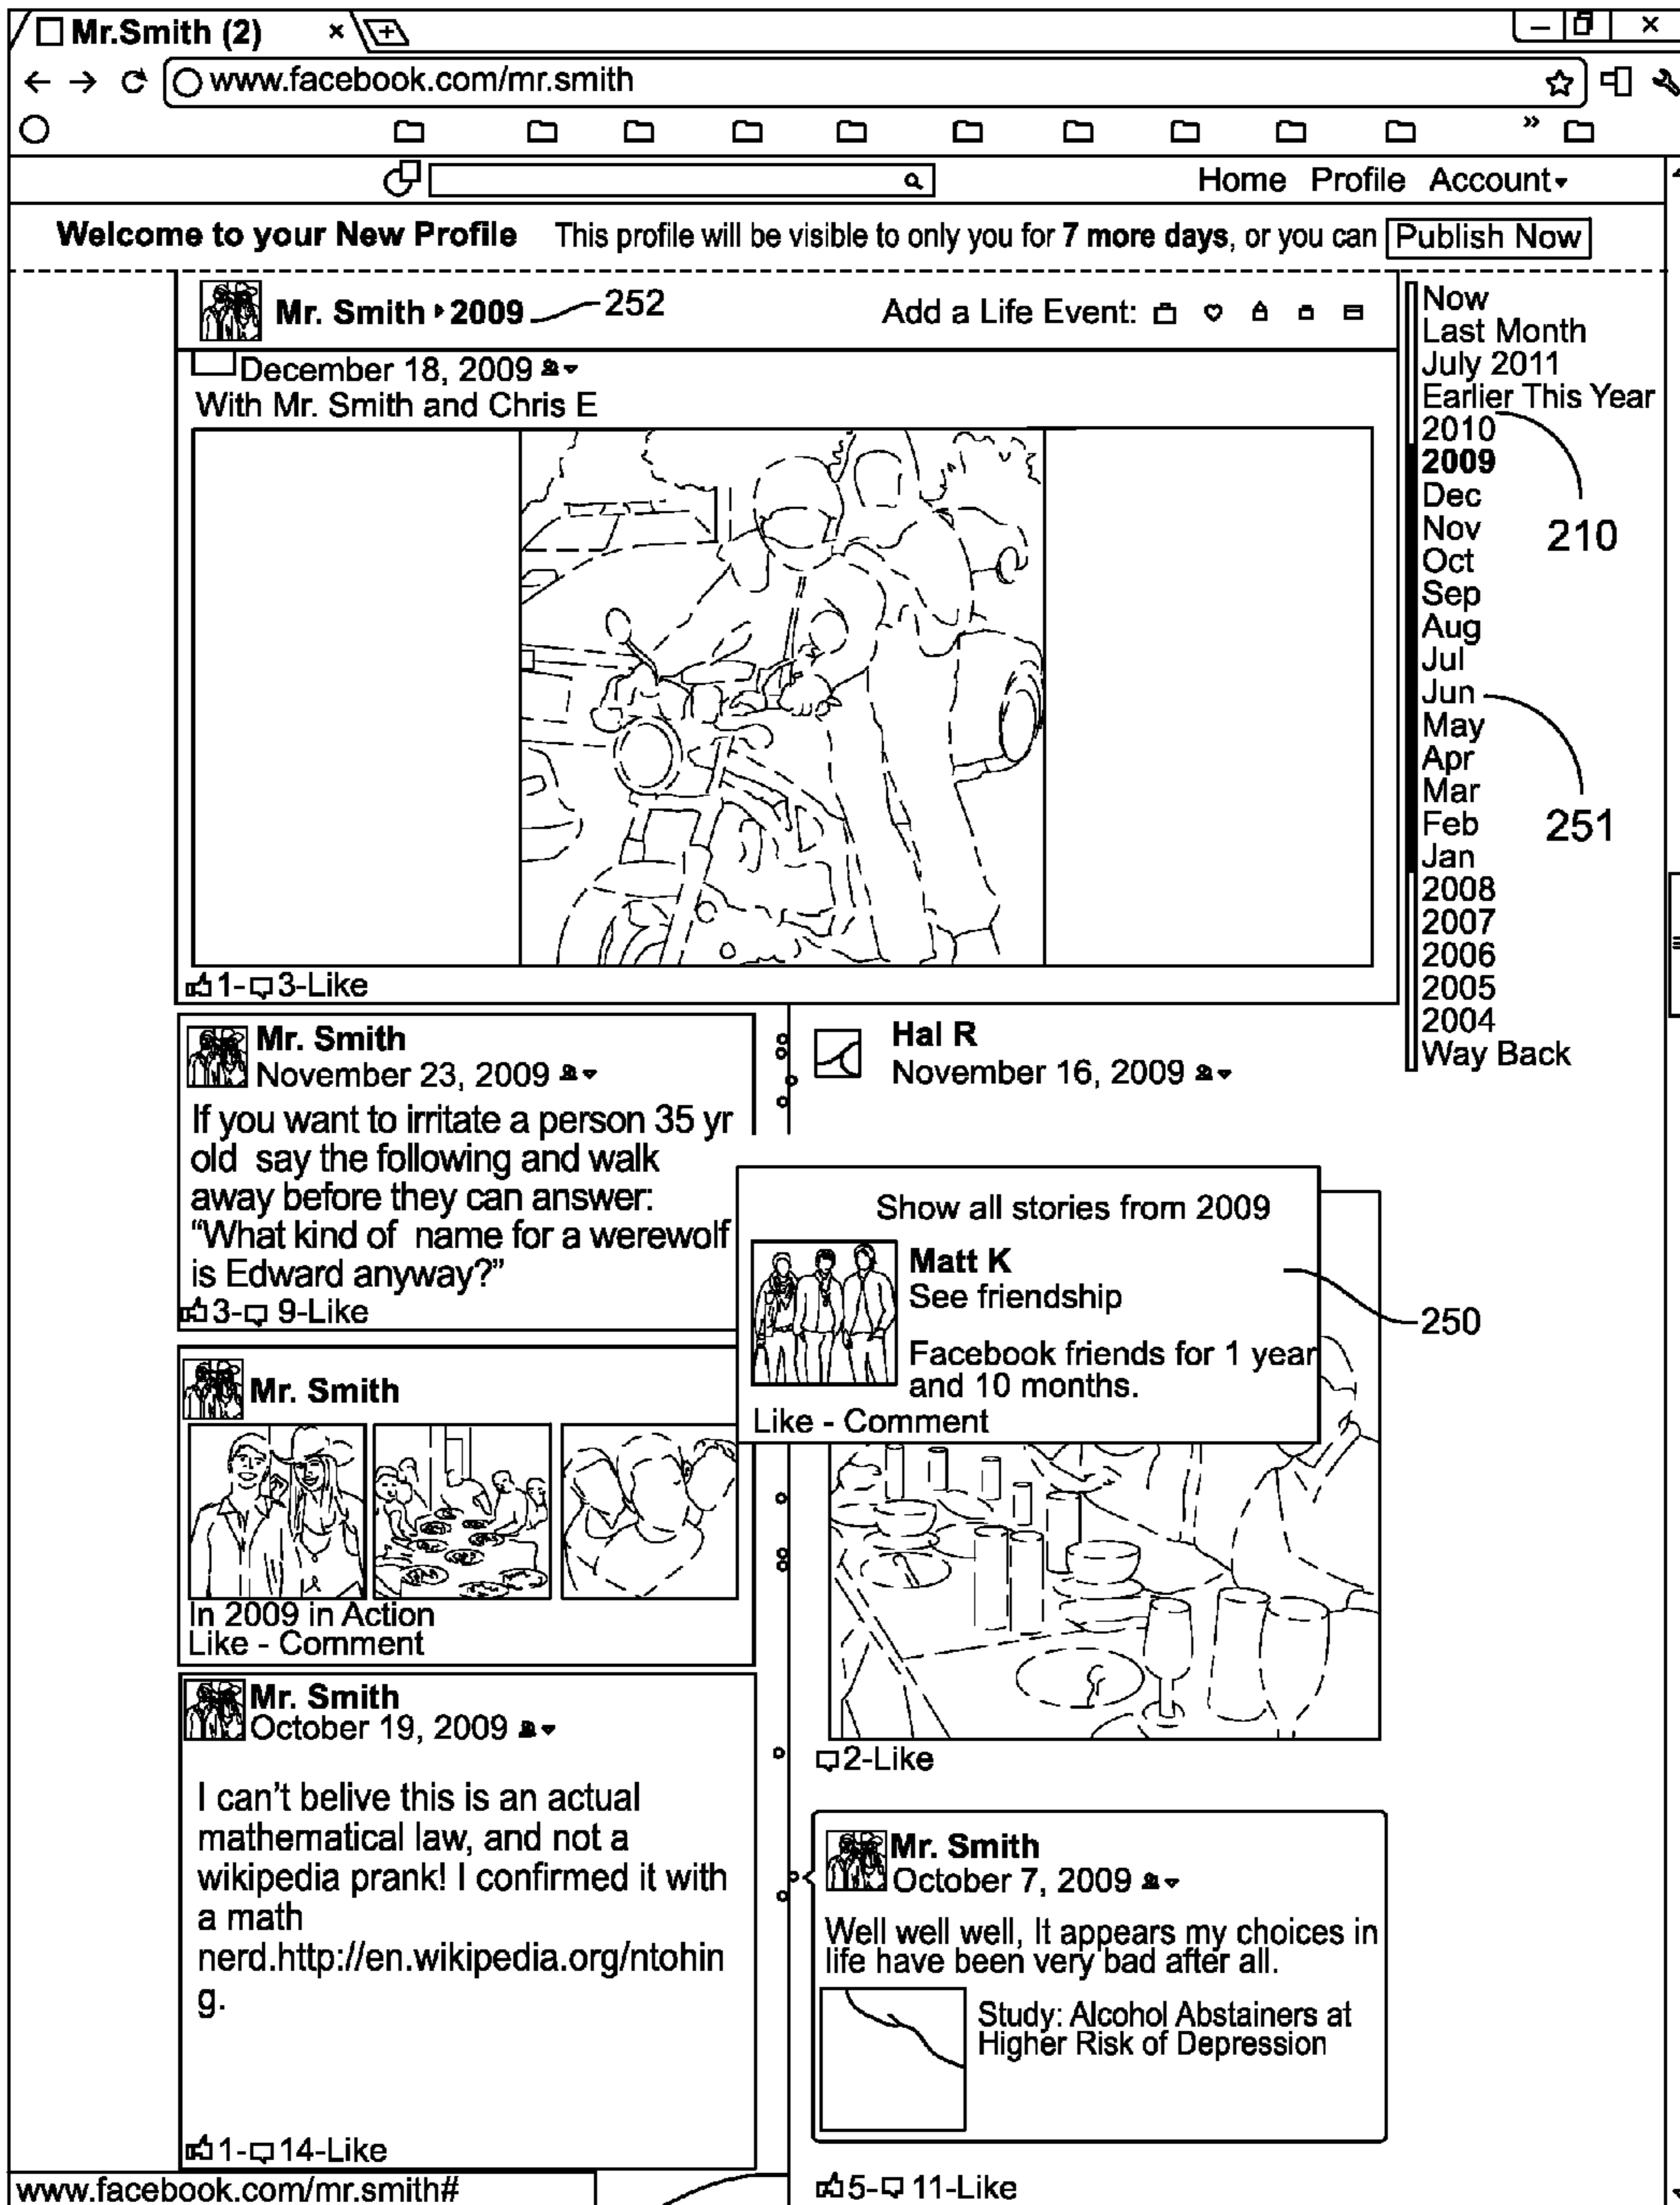 Mr.Smith (2)
www.facebook.com/mr.smith
Home Profile Account
Welcome to your New Profile This profile will be visible to only you for 7 more days, or you can Publish Now
Mr. Smith 2009 252 Add a Life Event:
December 18, 2009
With Mr. Smith and Chris E
1- 3-Like
Now
Last Month
July 2011
Earlier This Year
2010
2009
Dec
Nov
210
Oct
Sep
Aug
Jul
Jun
May
Apr
Mar
Feb
251
Jan
2008
2007
2006
2005
2004
Way Back
Mr. Smith
November 23, 2009
If you want to irritate a person 35 yr
old say the following and walk
away before they can answer:
“What kind of name for a werewolf
is Edward anyway?”
3- 9-Like
Hal R
November 16, 2009
Show all stories from 2009
Matt K
See friendship
Facebook friends for 1 year
and 10 months.
Like - Comment
250
Mr. Smith
In 2009 in Action
Like - Comment
2-Like
Mr. Smith
October 19, 2009
I can't belive this is an actual
mathematical law, and not a
wikipedia prank! I confirmed it with
a math
nerd.http://en.wikipedia.org/ntohin
g.
1- 14-Like
Mr. Smith
October 7, 2009
Well well well, It appears my choices in
life have been very bad after all.
Study: Alcohol Abstainers at
Higher Risk of Depression
5- 11-Like
www.facebook.com/mr.smith#